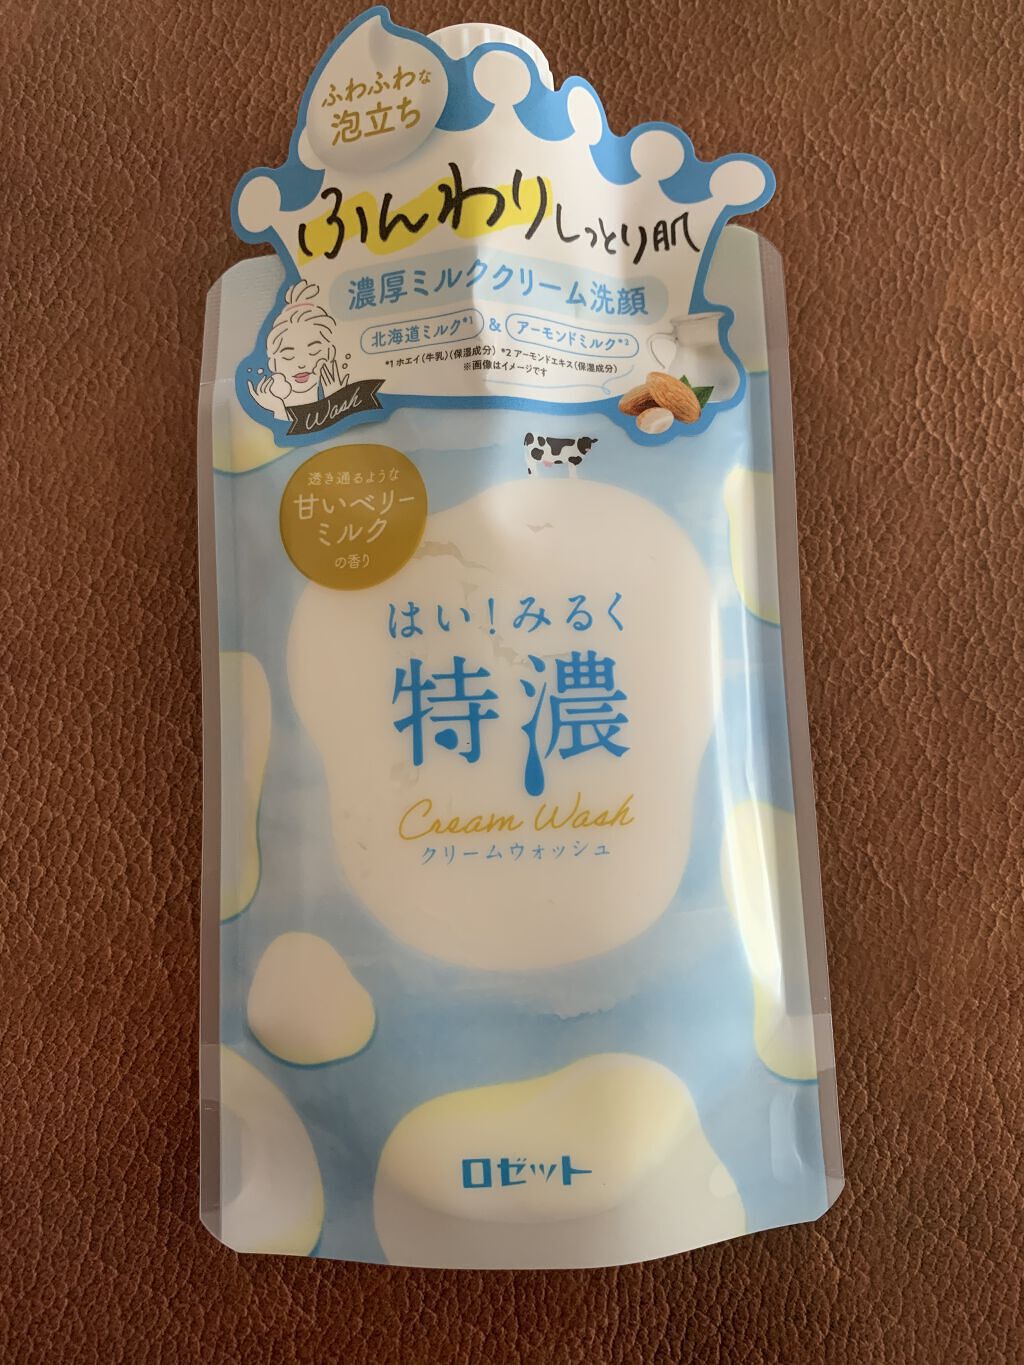 ふわふわな
泡立ち
ふんわりしっとり肌
濃厚ミルククリーム洗顔
北海道ミルク*1 & アーモンドミルク*2
*1 ホエイ(牛乳)(保湿成分) *2 アーモンドエキス(保湿成分)
※画像はイメージです
Wash
透き通るような
甘いベリー
ミルク
の香り
はい!みるく
特濃
Cream Wash
クリームウォッシュ
ロゼット